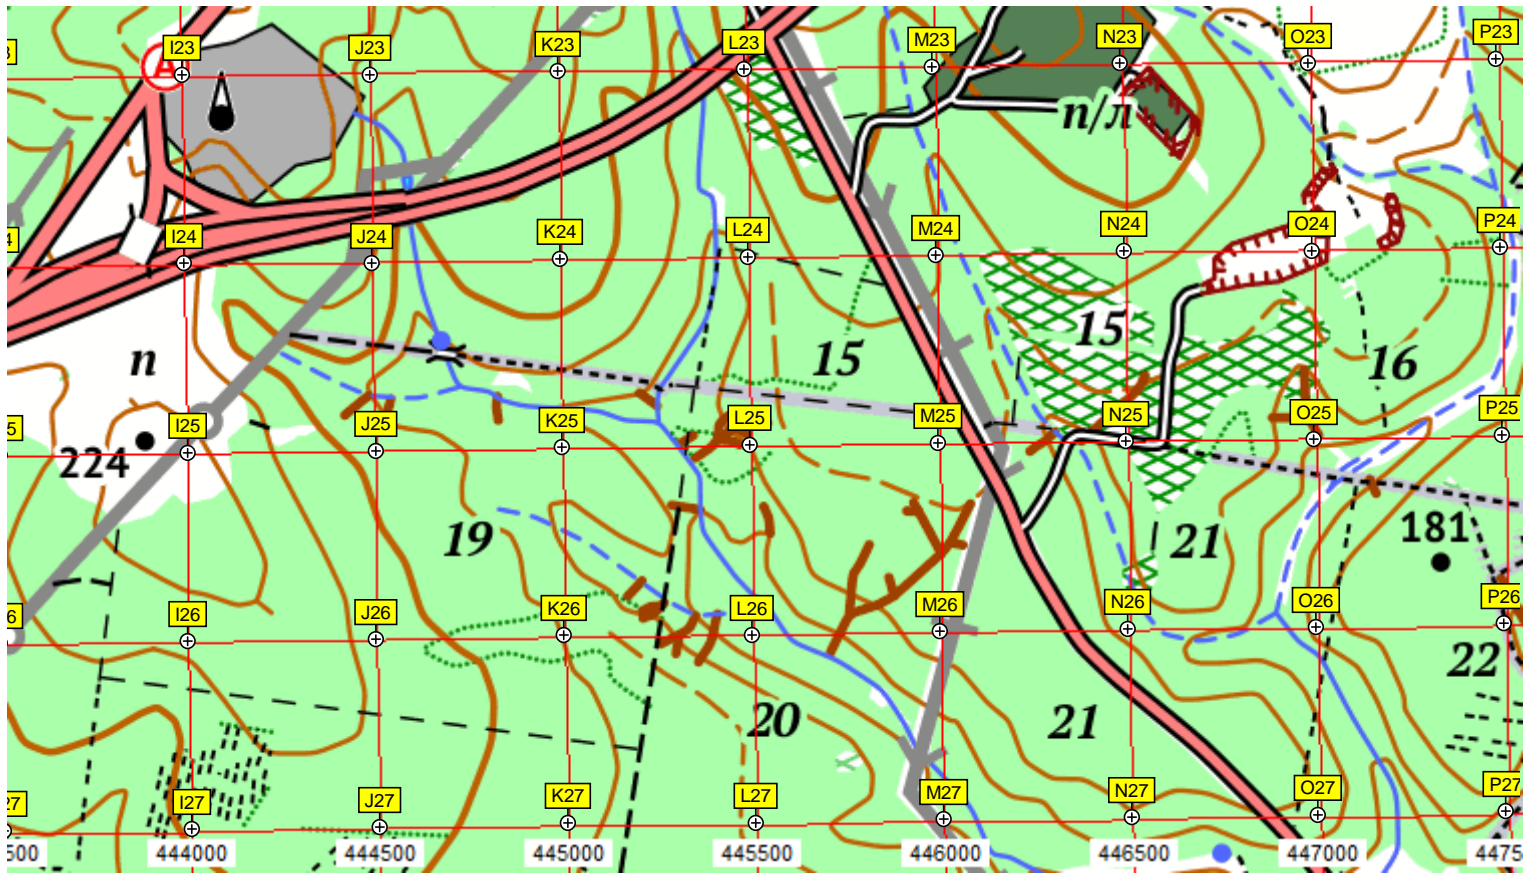 I23 J23 K23 L23 M23 N23 O23 P23
А
п/л
I24 J24 K24 L24 M24 N24 O24 P24
п 15 15 16
I25 J25 K25 L25 M25 N25 O25 P25
224
19 21 181
I26 J26 K26 L26 M26 N26 O26 P26
22
20 21
I27 J27 K27 L27 M27 N27 O27 P27
444000 444500 445000 445500 446000 446500 447000